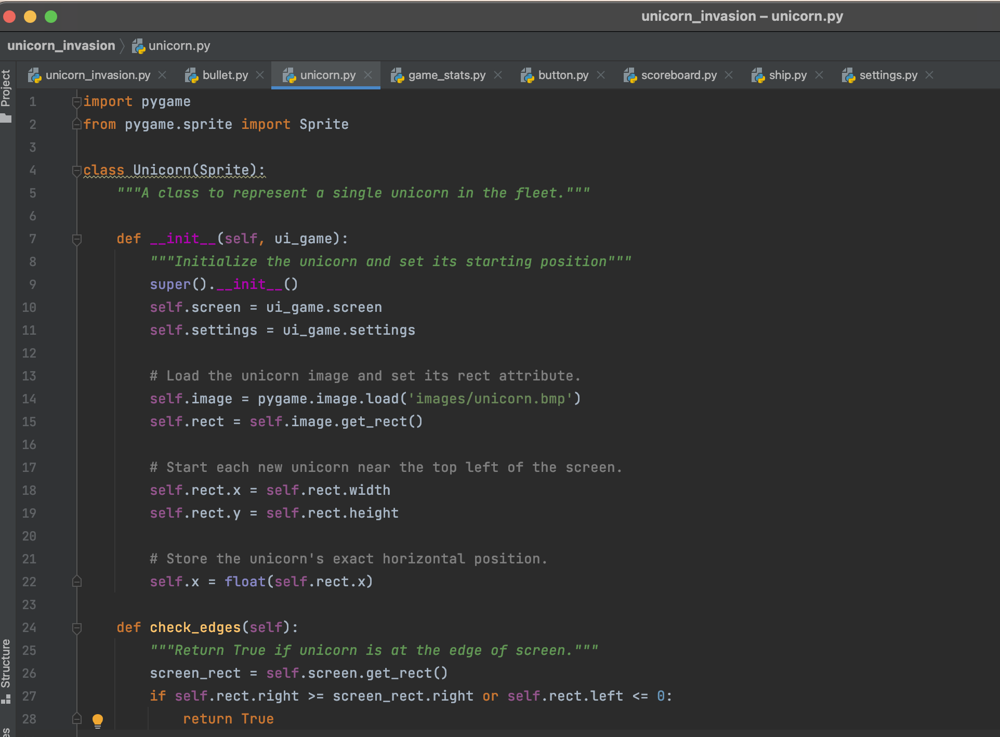 unicorn_invasion – unicorn.py
unicorn_invasion unicorn.py
unicorn_invasion.py bullet.py unicorn.py game_stats.py button.py scoreboard.py ship.py settings.py
Project
1 import pygame
2 from pygame.sprite import Sprite
3
4 class Unicorn(Sprite):
5     """A class to represent a single unicorn in the fleet."""
6
7     def __init__(self, ui_game):
8         """Initialize the unicorn and set its starting position"""
9         super().__init__()
10         self.screen = ui_game.screen
11         self.settings = ui_game.settings
12
13         # Load the unicorn image and set its rect attribute.
14         self.image = pygame.image.load('images/unicorn.bmp')
15         self.rect = self.image.get_rect()
16
17         # Start each new unicorn near the top left of the screen.
18         self.rect.x = self.rect.width
19         self.rect.y = self.rect.height
20
21         # Store the unicorn's exact horizontal position.
22         self.x = float(self.rect.x)
23
24     def check_edges(self):
25         """Return True if unicorn is at the edge of screen."""
26         screen_rect = self.screen.get_rect()
27         if self.rect.right >= screen_rect.right or self.rect.left <= 0:
28             return True
Structure